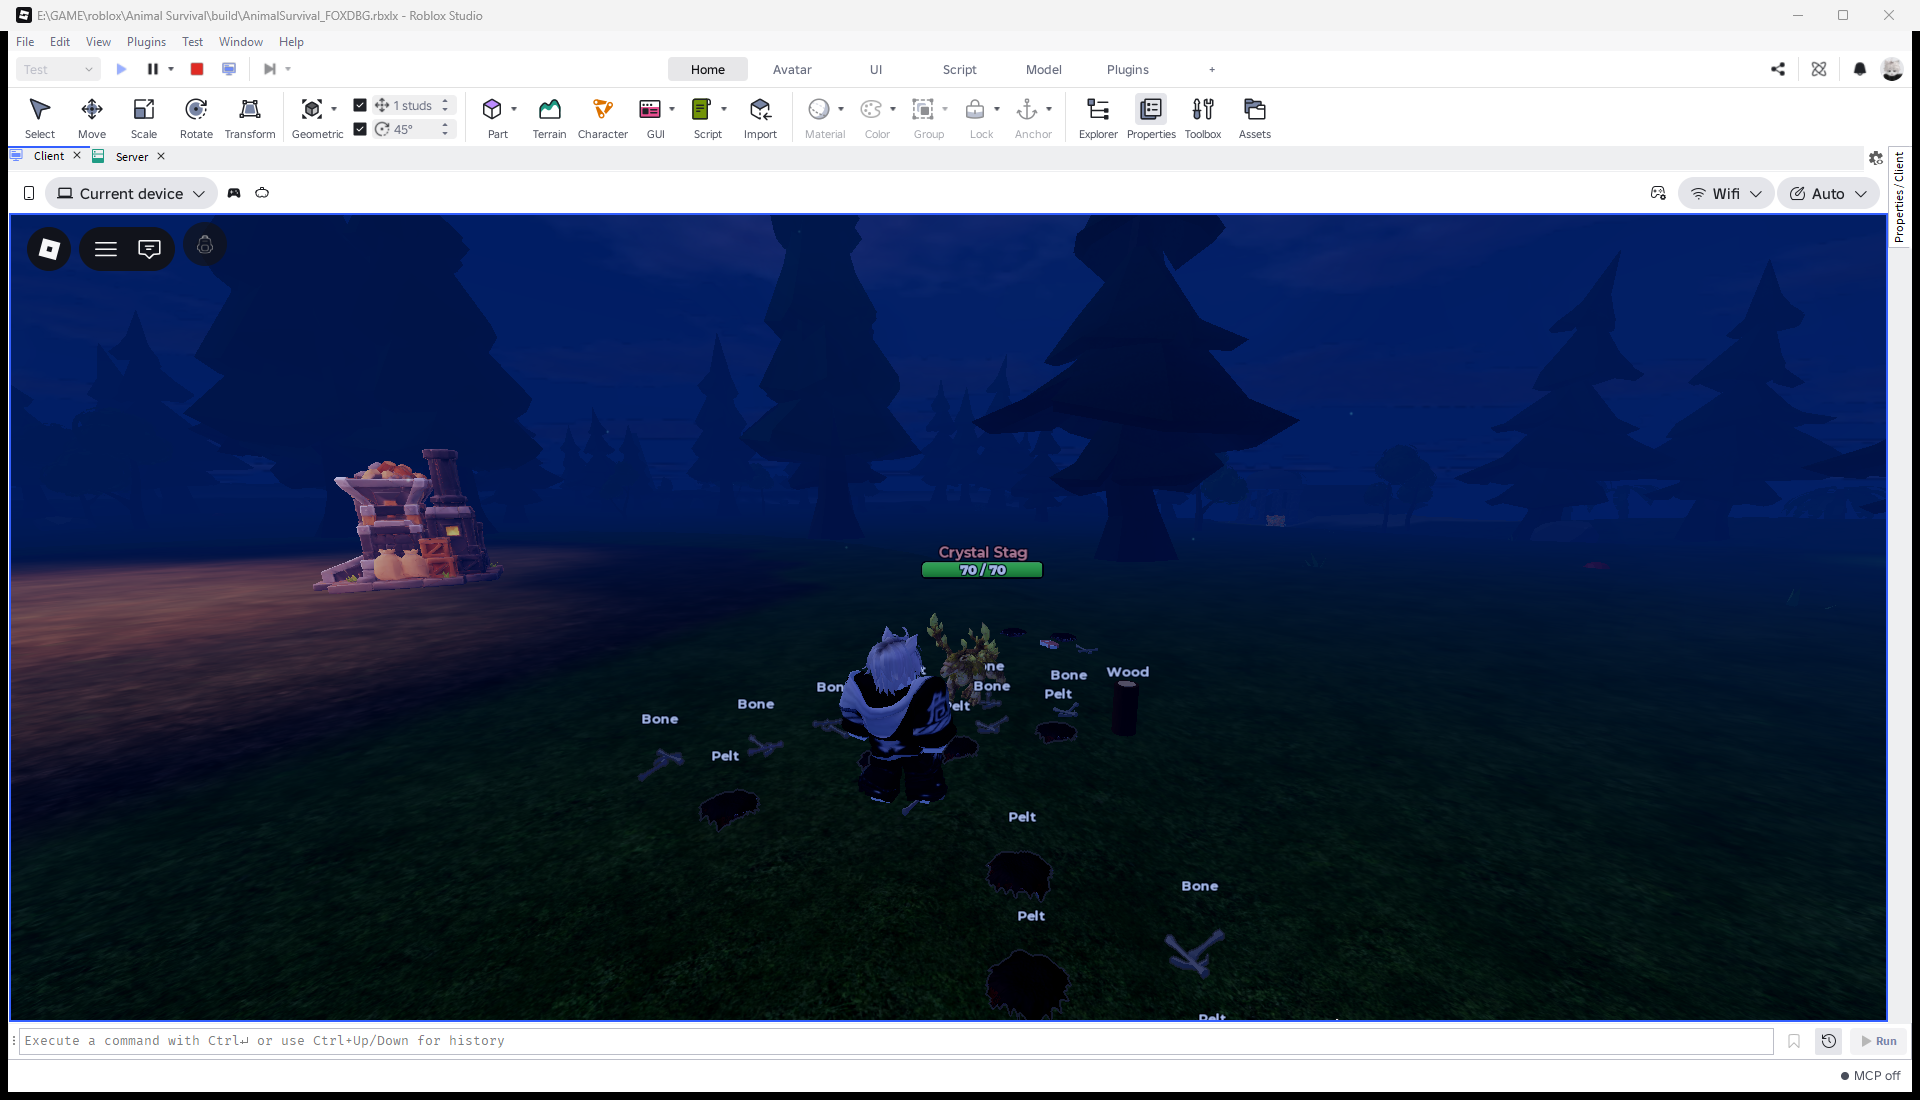 E:\GAME\roblox\Animal Survival\build\AnimalSurvival_FOXDBG.rbxlx - Roblox Studio
File Edit View Plugins Test Window Help
Test
Home Avatar UI Script Model Plugins +
1 studs
45°
Select Move Scale Rotate Transform Geometric Part Terrain Character GUI Script Import Material Color Group Lock Anchor Explorer Properties Toolbox Assets
Client Server
Properties / Client
Current device
Wifi
Auto
Crystal Stag
70 / 70
Bone
Wood
Bone
Bone
Pelt
Bone
Bone
Pelt
Pelt
Bone
Pelt
Pelt
Execute a command with Ctrl↵ or use Ctrl+Up/Down for history
Run
MCP off